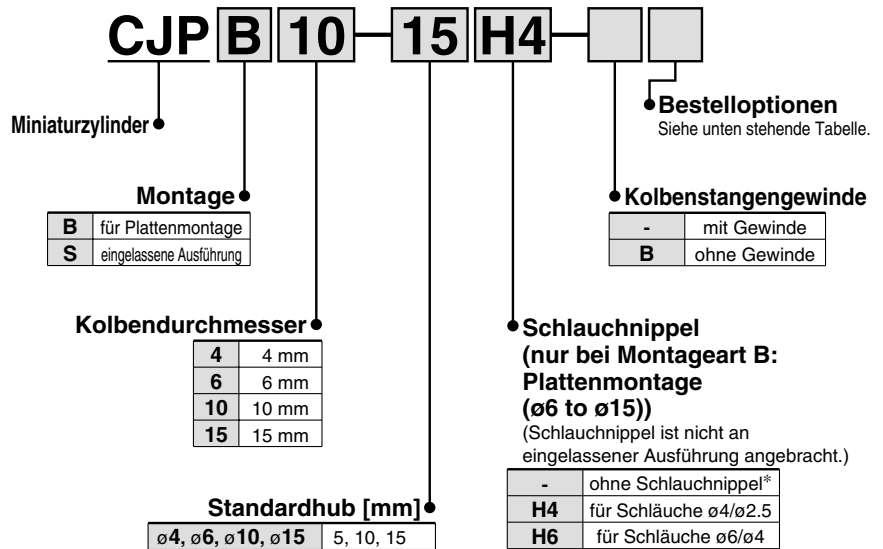 CJP B 10 - 15 H4 -
Bestelloptionen
Siehe unten stehende Tabelle.
Miniaturzylinder
Montage
B für Plattenmontage
S eingelassene Ausführung
Kolbenstangengewinde
- mit Gewinde
B ohne Gewinde
Kolbendurchmesser
4 4 mm
6 6 mm
10 10 mm
15 15 mm
Schlauchnippel
(nur bei Montageart B:
Plattenmontage
(ø6 to ø15))
(Schlauchnippel ist nicht an
eingelassener Ausführung angebracht.)
- ohne Schlauchnippel*
H4 für Schläuche ø4/ø2.5
H6 für Schläuche ø6/ø4
Standardhub [mm]
ø4, ø6, ø10, ø15 5, 10, 15